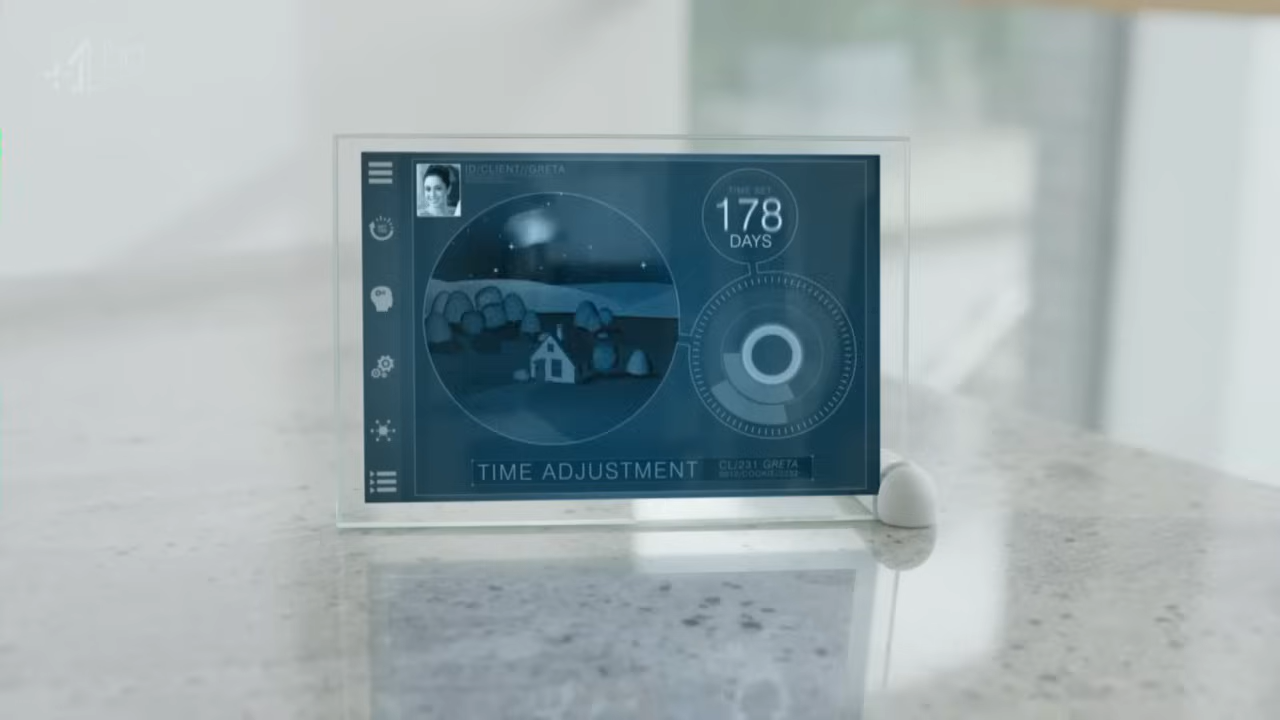 ID/CLIENT//GRETA
TIME SET
178
DAYS
TIME ADJUSTMENT
CL/231 GRETA